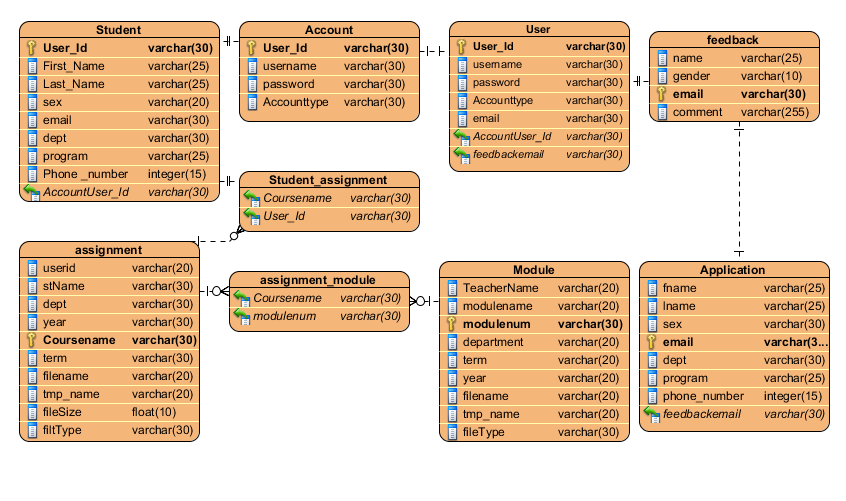 Student
User_Id varchar(30)
First_Name varchar(25)
Last_Name varchar(25)
sex varchar(20)
email varchar(30)
dept varchar(30)
program varchar(25)
Phone _number integer(15)
AccountUser_Id varchar(30)
Account
User_Id varchar(30)
username varchar(30)
password varchar(30)
Accounttype varchar(30)
User
User_Id varchar(30)
username varchar(30)
password varchar(30)
Accounttype varchar(30)
email varchar(30)
AccountUser_Id varchar(30)
feedbackemail varchar(30)
feedback
name varchar(25)
gender varchar(10)
email varchar(30)
comment varchar(255)
Student_assignment
Coursename varchar(30)
User_Id varchar(30)
assignment
userid varchar(20)
stName varchar(30)
dept varchar(30)
year varchar(30)
Coursename varchar(30)
term varchar(30)
filename varchar(20)
tmp_name varchar(20)
fileSize float(10)
filtType varchar(30)
assignment_module
Coursename varchar(30)
modulenum varchar(30)
Module
TeacherName varchar(20)
modulename varchar(20)
modulenum varchar(30)
department varchar(20)
term varchar(20)
year varchar(20)
filename varchar(20)
tmp_name varchar(20)
fileType varchar(30)
Application
fname varchar(25)
lname varchar(25)
sex varchar(30)
email varchar(3...
dept varchar(30)
program varchar(25)
phone_number integer(15)
feedbackemail varchar(30)